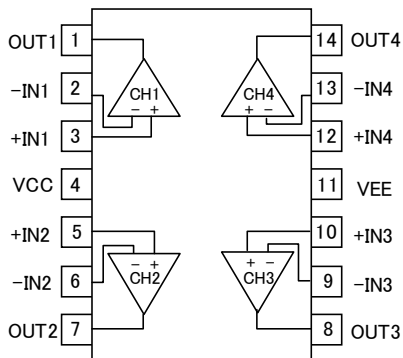 OUT1 1 14 OUT4
−IN1 2 CH1 CH4 13 −IN4
− + + −
+IN1 3 12 +IN4
VCC 4 11 VEE
+IN2 5 10 +IN3
− + + −
−IN2 6 CH2 CH3 9 −IN3
OUT2 7 8 OUT3